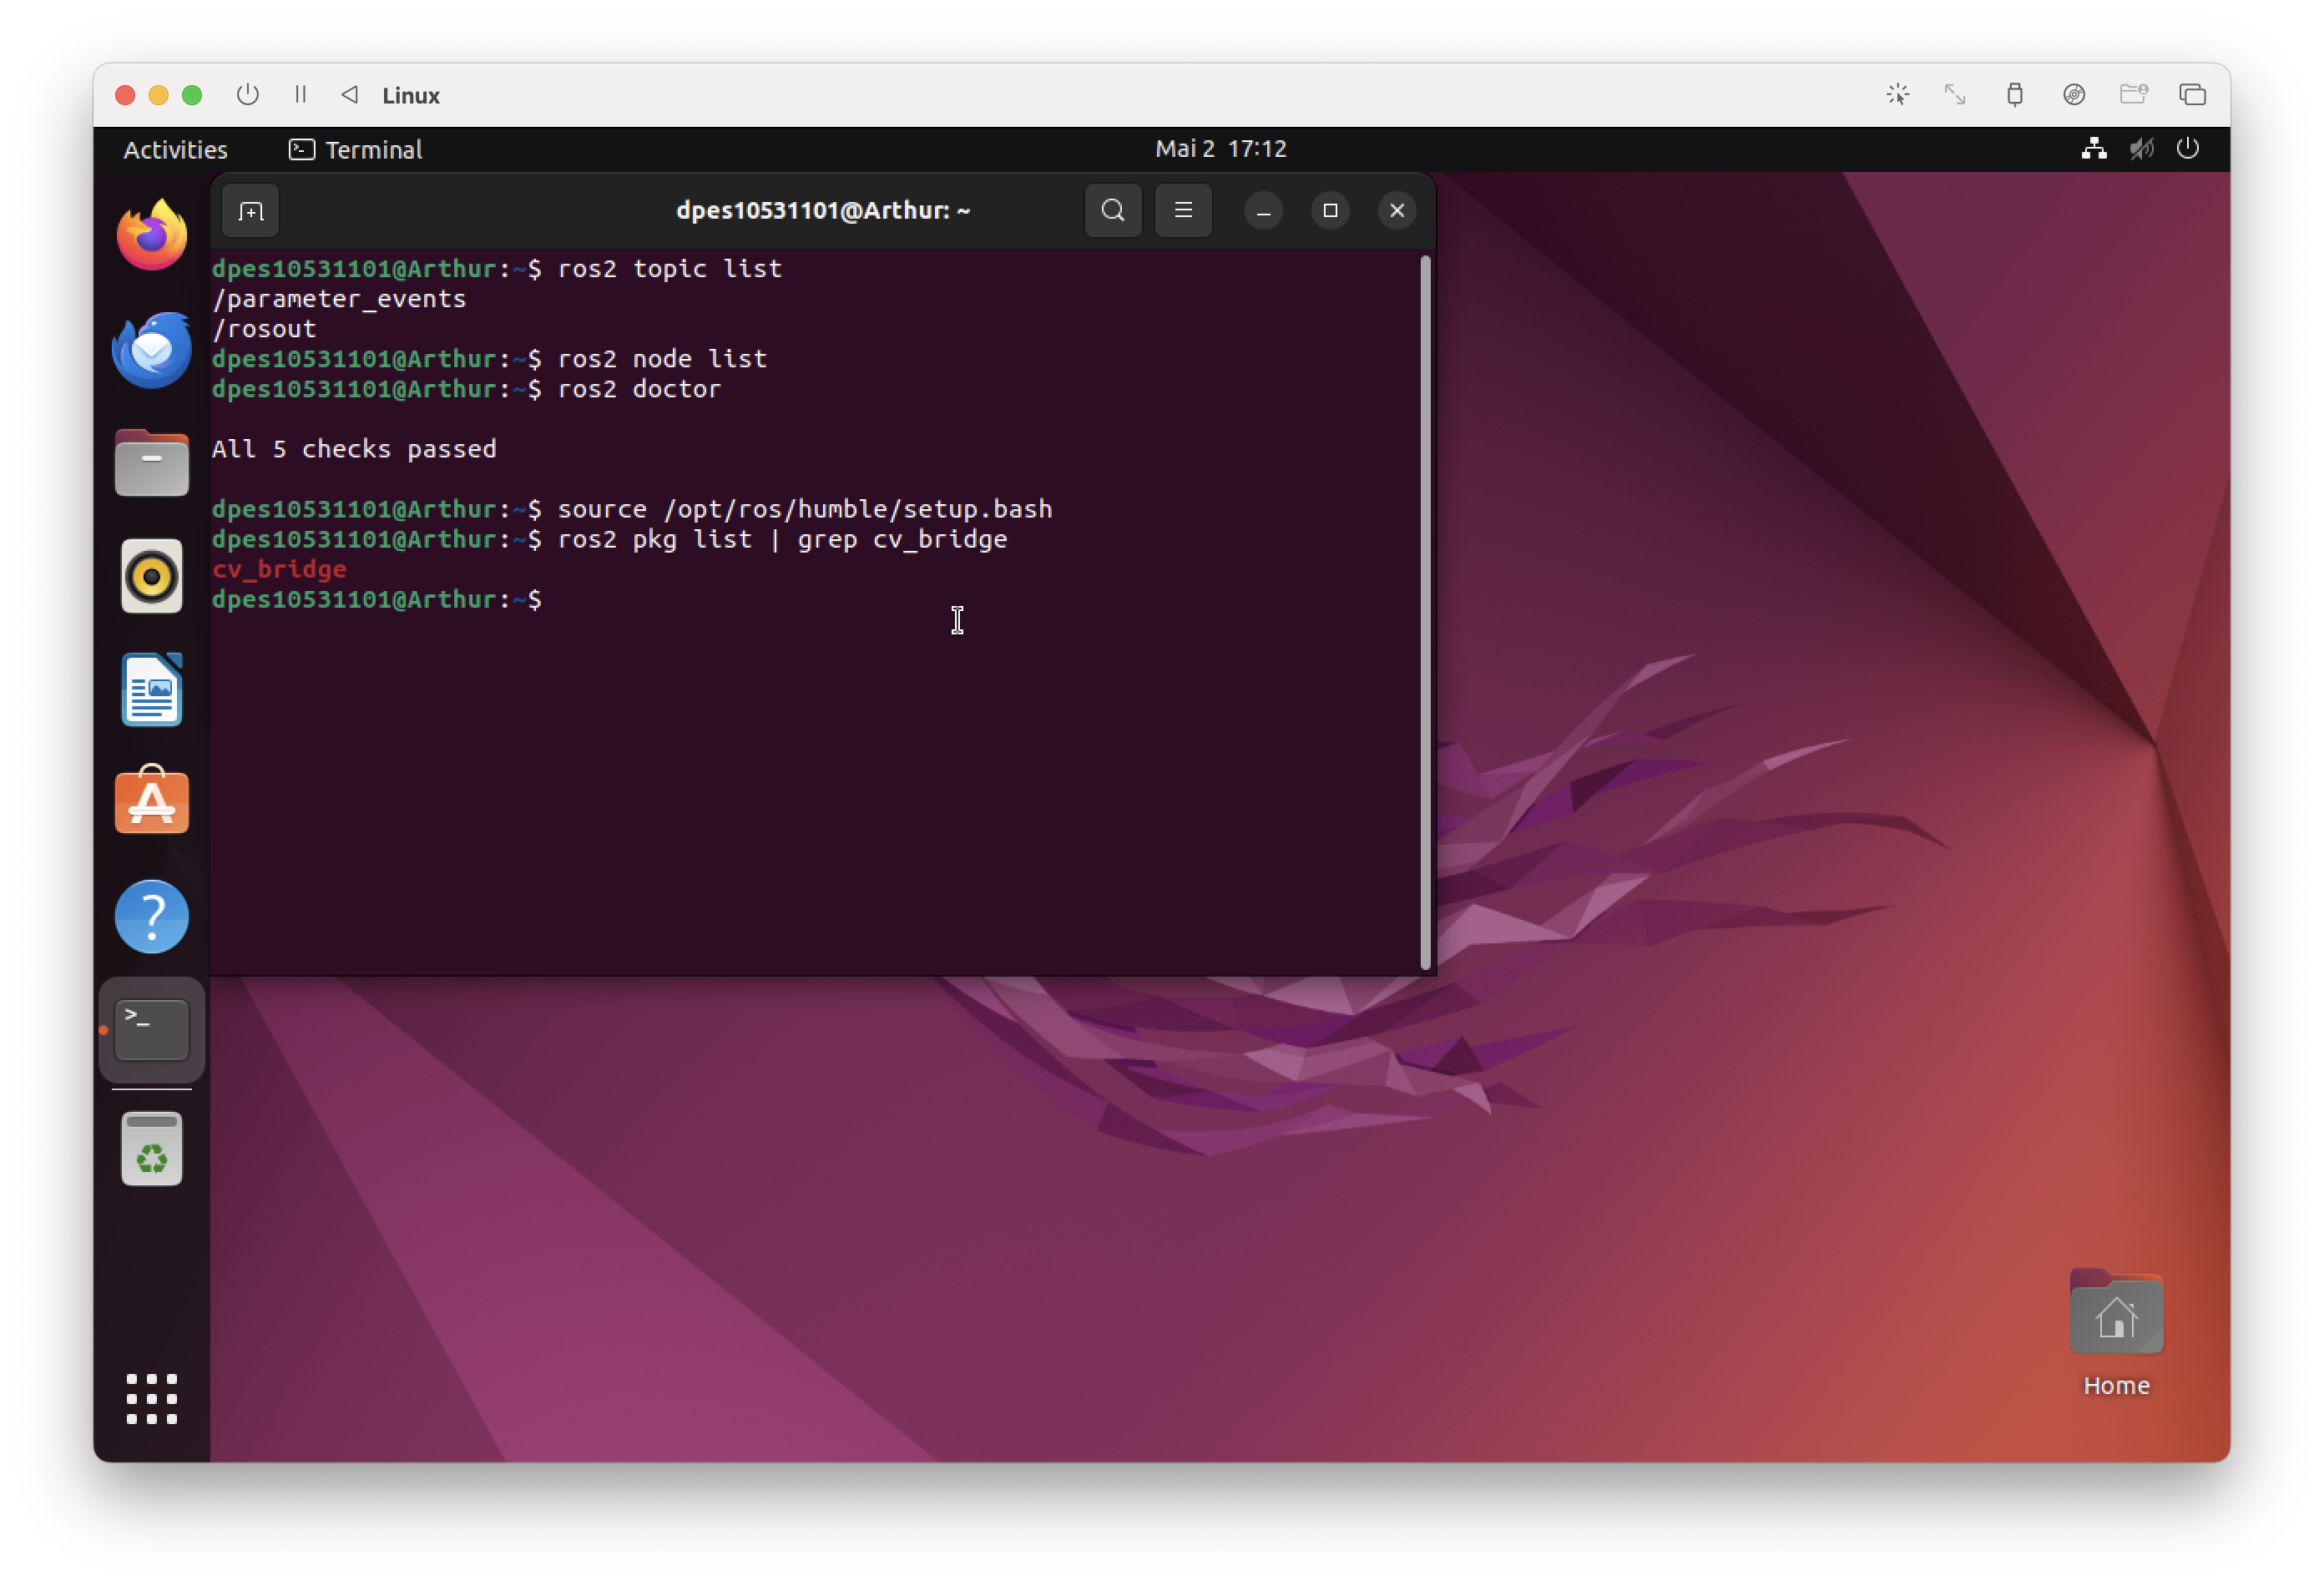 Linux
Activities
Terminal
Mai 2 17:12
dpes10531101@Arthur: ~
dpes10531101@Arthur:~$ ros2 topic list
/parameter_events
/rosout
dpes10531101@Arthur:~$ ros2 node list
dpes10531101@Arthur:~$ ros2 doctor
All 5 checks passed
dpes10531101@Arthur:~$ source /opt/ros/humble/setup.bash
dpes10531101@Arthur:~$ ros2 pkg list | grep cv_bridge
cv_bridge
dpes10531101@Arthur:~$
Home